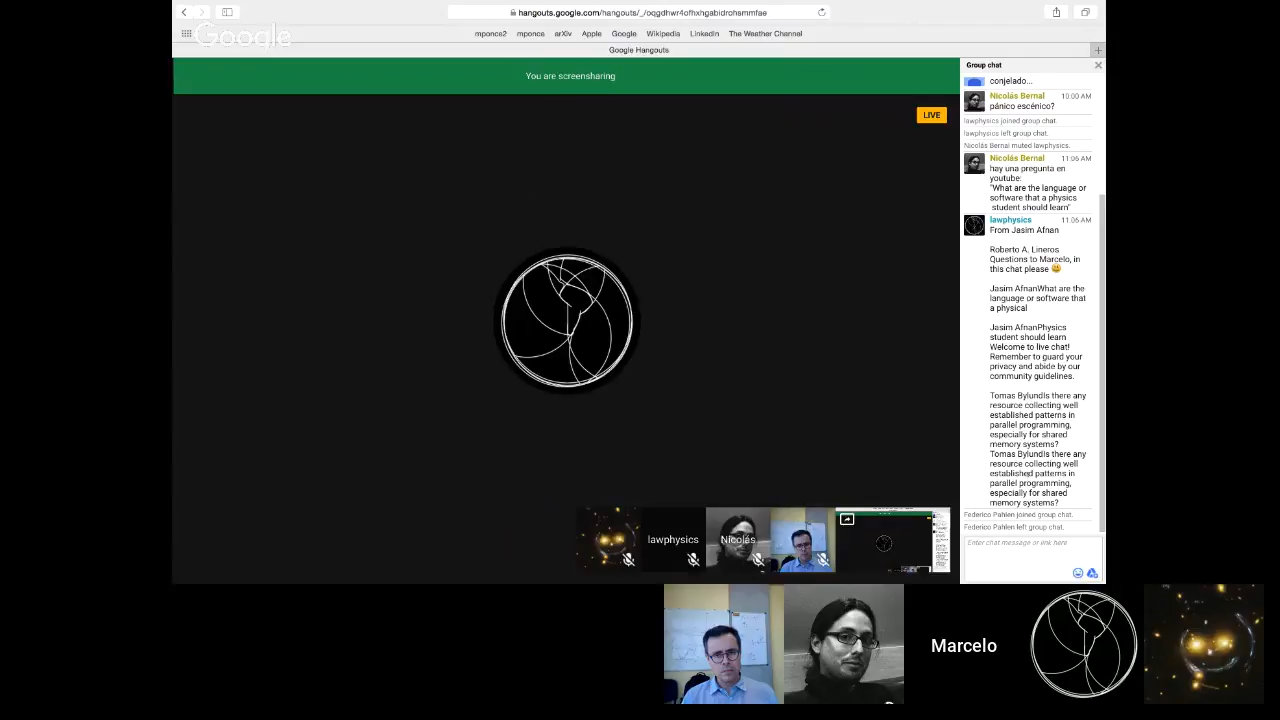 hangouts.google.com/hangouts/_/oqgdhwr4ofhxhgabidrohsmmfae
Google
mponce2 mponce arXiv Apple Google Wikipedia LinkedIn The Weather Channel
Google Hangouts
You are screensharing
LIVE
Group chat
conjelado...
Nicolás Bernal 10:00 AM
pánico escénico?
lawphysics joined group chat.
lawphysics left group chat.
Nicolás Bernal muted lawphysics.
Nicolás Bernal 11:06 AM
hay una pregunta en
youtube:
"What are the language or
software that a physics
student should learn"
lawphysics 11:06 AM
From Jasim Afnan
Roberto A. Lineros
Questions to Marcelo, in
this chat please
Jasim AfnanWhat are the
language or software that
a physical
Jasim AfnanPhysics
student should learn
Welcome to live chat!
Remember to guard your
privacy and abide by our
community guidelines.
Tomas BylundIs there any
resource collecting well
established patterns in
parallel programming,
especially for shared
memory systems?
Tomas BylundIs there any
resource collecting well
established patterns in
parallel programming,
especially for shared
memory systems?
Federico Pahlen joined group chat.
Federico Pahlen left group chat.
Enter chat message or link here
lawphysics
Nicolás
Marcelo